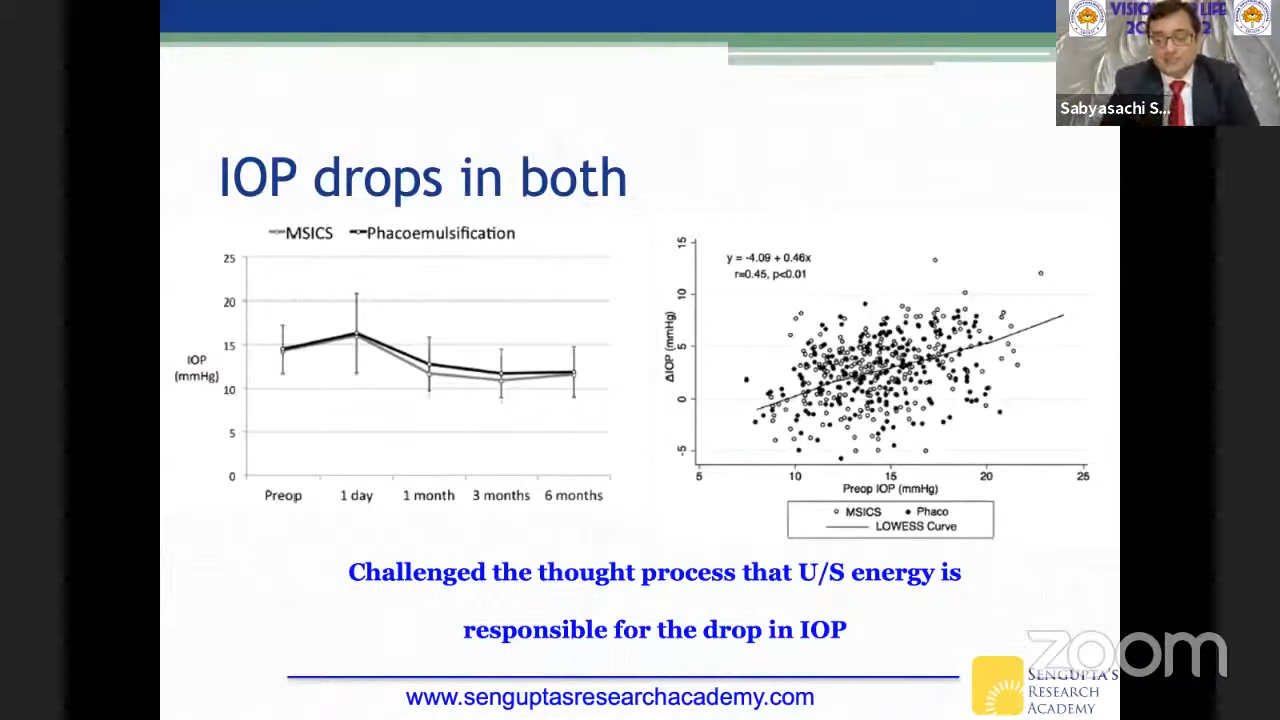 Sabyasachi S...
IOP drops in both
MSICS Phacoemulsification
25
20
15
10
5
0
IOP
(mmHg)
Preop 1 day 1 month 3 months 6 months
y = -4.09 + 0.46x
r=0.45, p<0.01
15
10
5
0
-5
ΔIOP (mmHg)
5 10 15 20 25
Preop IOP (mmHg)
MSICS Phaco
LOWESS Curve
Challenged the thought process that U/S energy is
responsible for the drop in IOP
www.senguptasresearchacademy.com
zoom
SENGUPTA'S
RESEARCH
ACADEMY